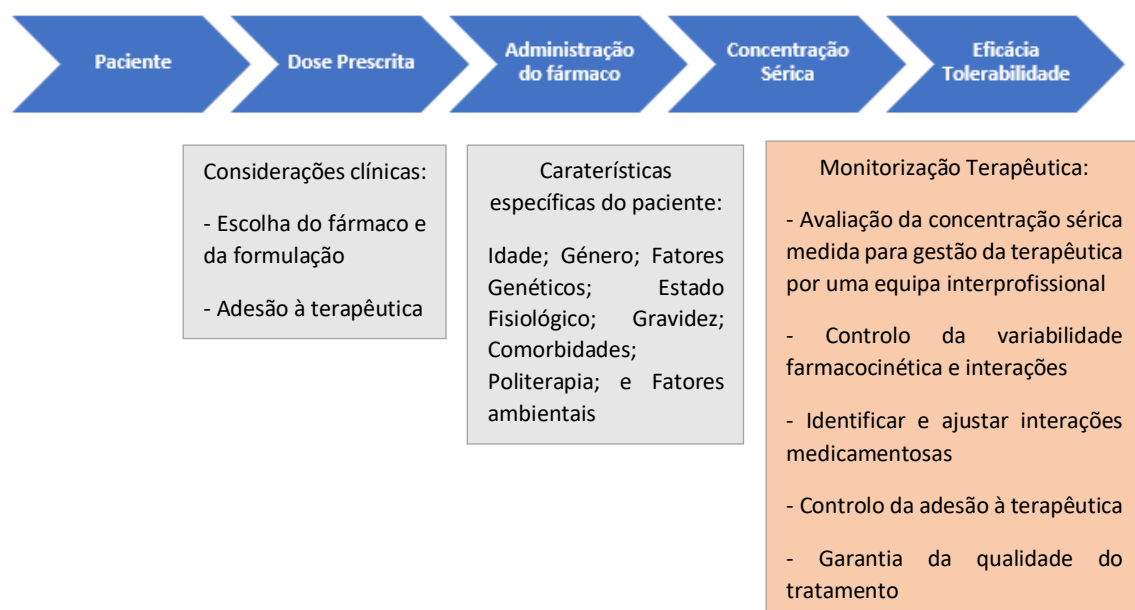 Paciente
Dose Prescrita
Administração
do fármaco
Concentração
Sérica
Eficácia
Tolerabilidade
Considerações clínicas:
- Escolha do fármaco e
da formulação
- Adesão à terapêutica
Caraterísticas
específicas do paciente:
Idade; Género; Fatores
Genéticos; Estado
Fisiológico; Gravidez;
Comorbidades;
Politerapia; e Fatores
ambientais
Monitorização Terapêutica:
- Avaliação da concentração sérica
medida para gestão da terapêutica
por uma equipa interprofissional
- Controlo da variabilidade
farmacocinética e interações
- Identificar e ajustar interações
medicamentosas
- Controlo da adesão à terapêutica
- Garantia da qualidade do
tratamento